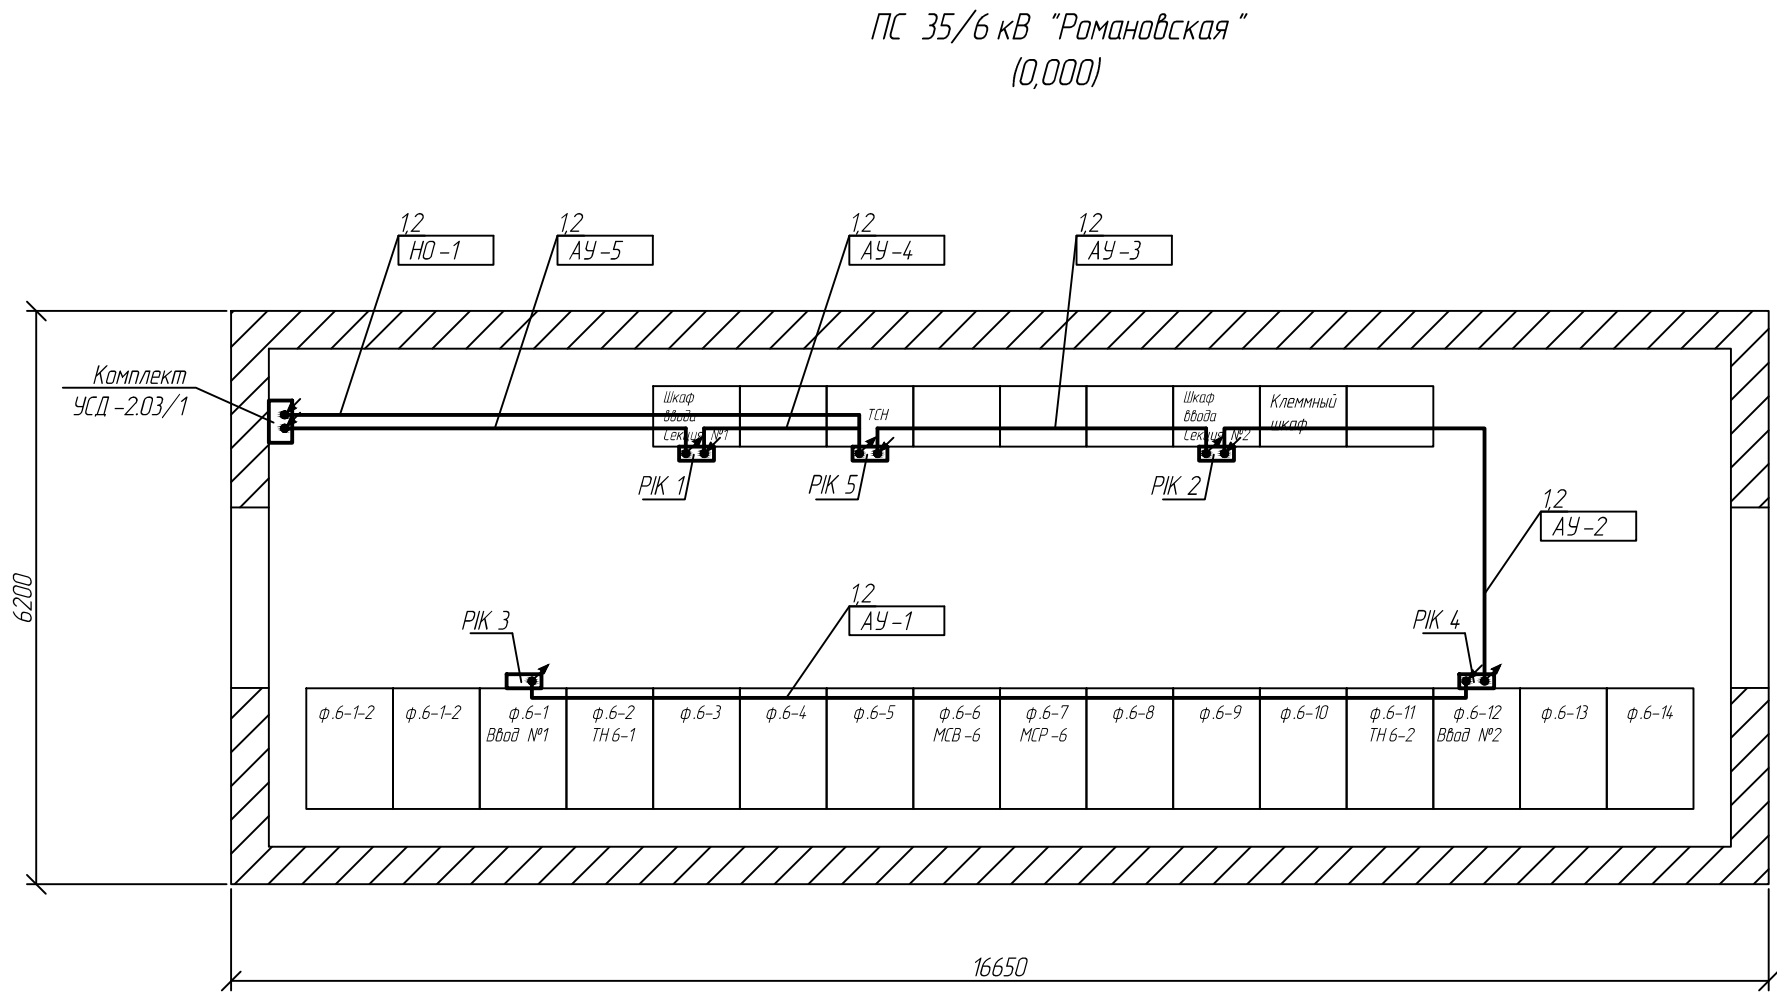 ПС 35/6 кВ "Романовская"
(0,000)
1,2
НО-1
1,2
АУ-5
1,2
АУ-4
1,2
АУ-3
Комплект
УСД-2.03/1
Шкаф
ввода
Секция №1
ТСН
Шкаф
ввода
Секция №2
Клеммный
шкаф
PIK 1
PIK 5
PIK 2
1,2
АУ-2
6200
PIK 3
1,2
АУ-1
PIK 4
ф.6-1-2
ф.6-1-2
ф.6-1
Ввод №1
ф.6-2
ТН 6-1
ф.6-3
ф.6-4
ф.6-5
ф.6-6
МСВ-6
ф.6-7
МСР-6
ф.6-8
ф.6-9
ф.6-10
ф.6-11
ТН 6-2
ф.6-12
Ввод №2
ф.6-13
ф.6-14
16650